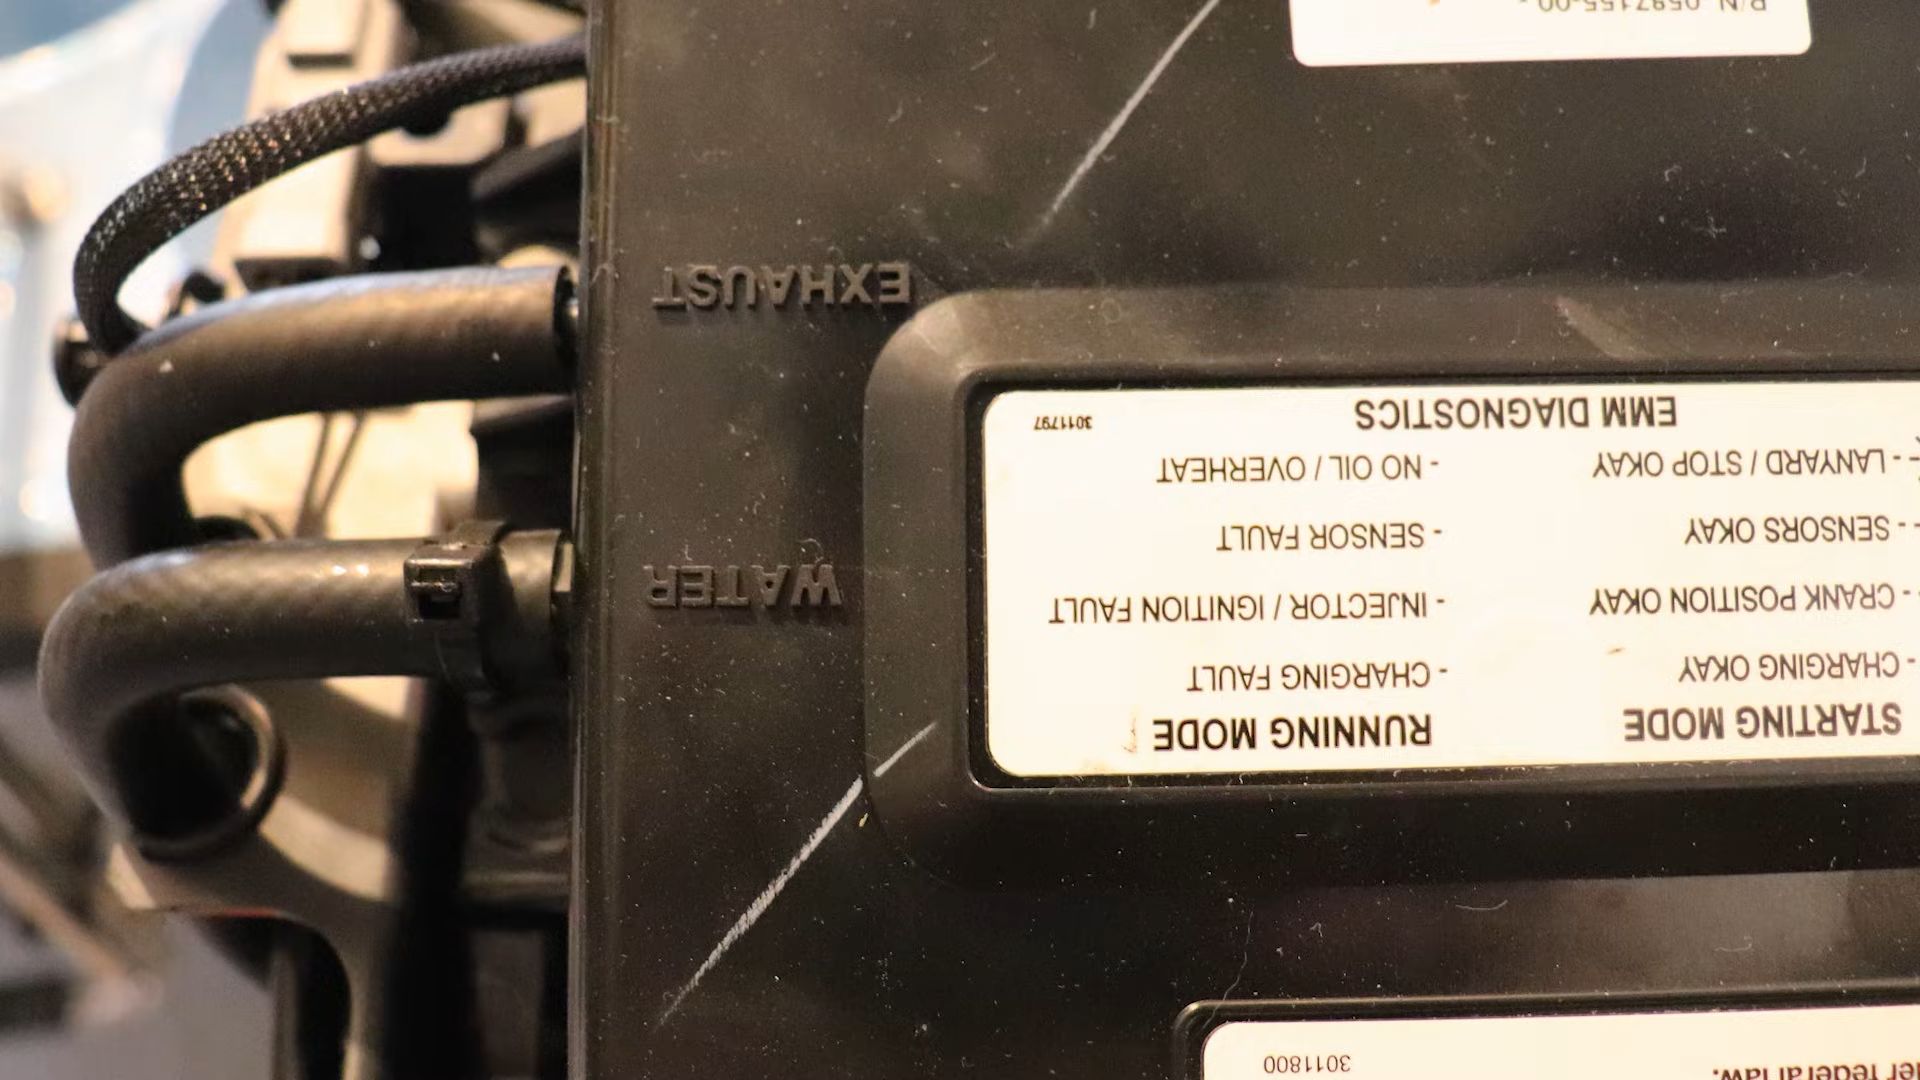 federal law.
3011800
STARTING MODE RUNNING MODE
- CHARGING OKAY - CHARGING FAULT
- CRANK POSITION OKAY - INJECTOR / IGNITION FAULT
- SENSORS OKAY - SENSOR FAULT
- LANYARD / STOP OKAY - NO OIL / OVERHEAT
EMM DIAGNOSTICS
3011797
WATER
EXHAUST
P/N 0587155-00 -